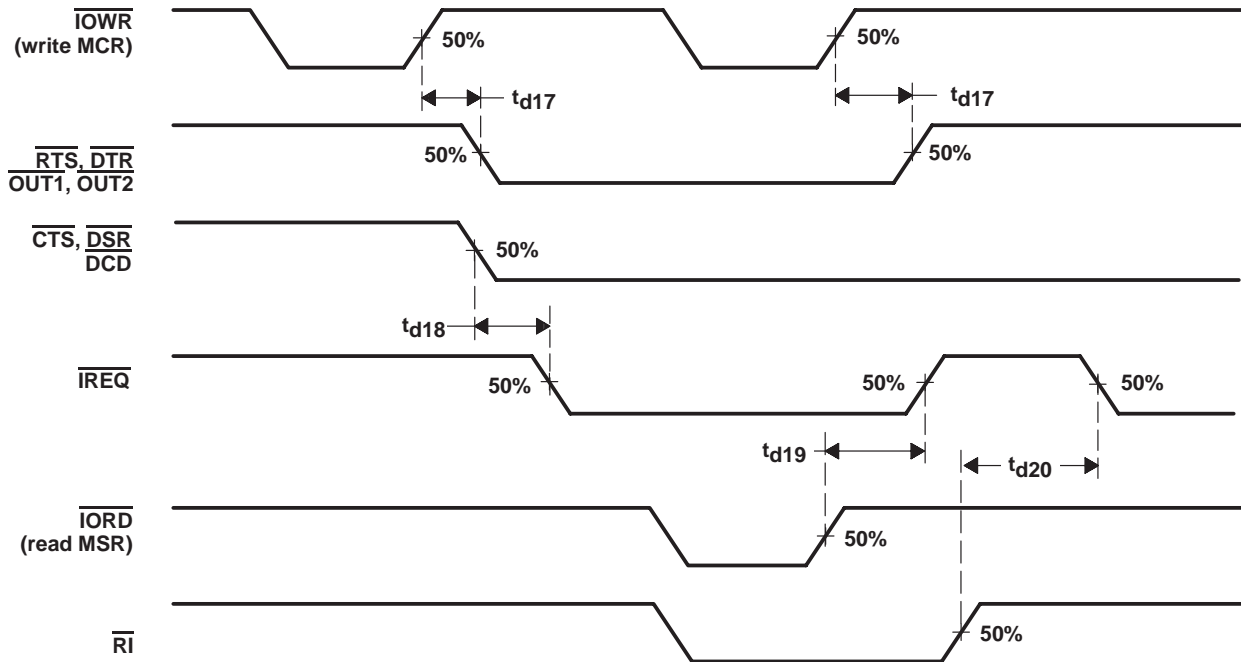 IOWR
(write MCR)
50%
50%
td17
td17
RTS, DTR
OUT1, OUT2
50%
50%
CTS, DSR
DCD
50%
td18
IREQ
50%
50%
50%
td19
td20
IORD
(read MSR)
50%
RI
50%